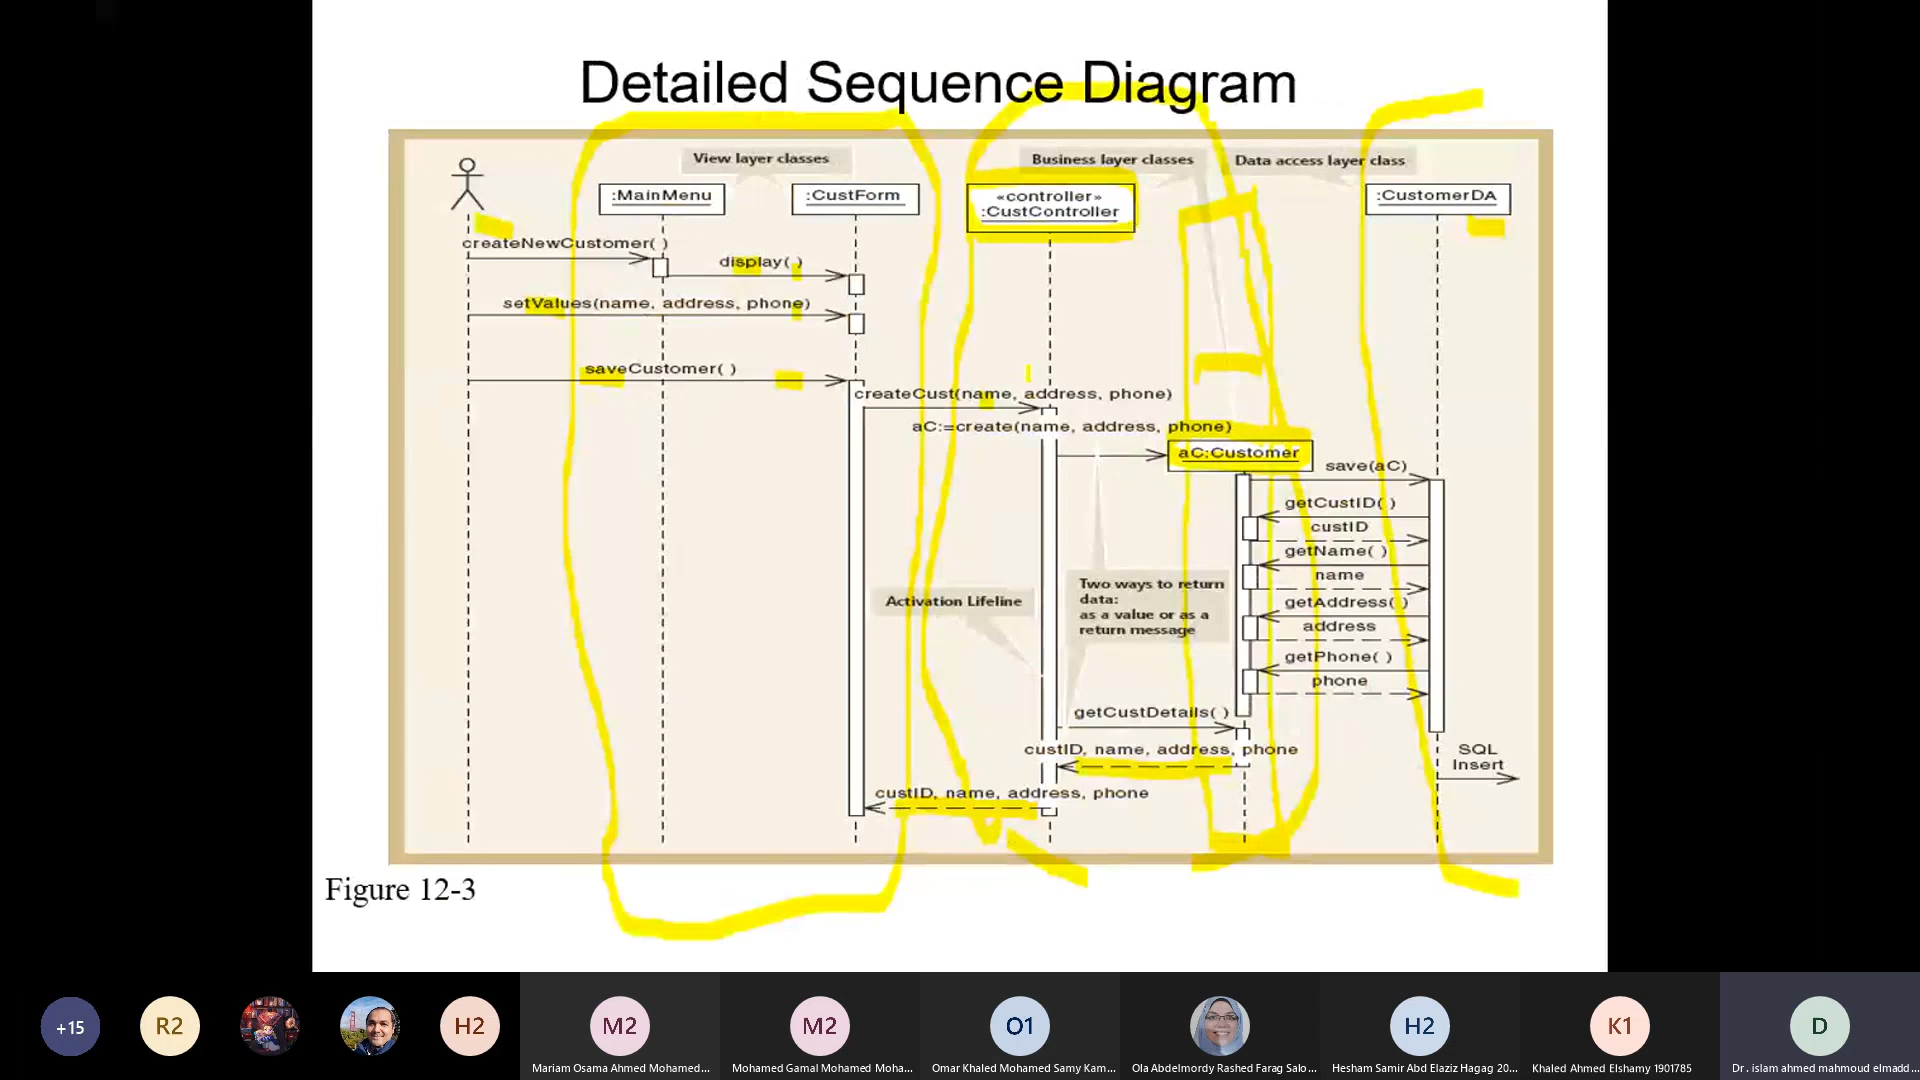 Detailed Sequence Diagram
View layer classes
Business layer classes
Data access layer class
:MainMenu
:CustForm
«controller»
:CustController
:CustomerDA
createNewCustomer( )
display( )
setValues(name, address, phone)
saveCustomer( )
createCust(name, address, phone)
aC:=create(name, address, phone)
aC:Customer
save(aC)
getCustID( )
custID
getName( )
name
getAddress( )
address
getPhone( )
phone
Activation Lifeline
Two ways to return
data:
as a value or as a
return message
getCustDetails( )
custID, name, address, phone
SQL
Insert
custID, name, address, phone
Figure 12-3
+15
R2
H2
M2
M2
O1
H2
K1
D
Mariam Osama Ahmed Mohamed...
Mohamed Gamal Mohamed Moha...
Omar Khaled Mohamed Samy Kam...
Ola Abdelmordy Rashed Farag Salo...
Hesham Samir Abd Elaziz Hagag 20...
Khaled Ahmed Elshamy 1901785
Dr . islam ahmed mahmoud elmadd...